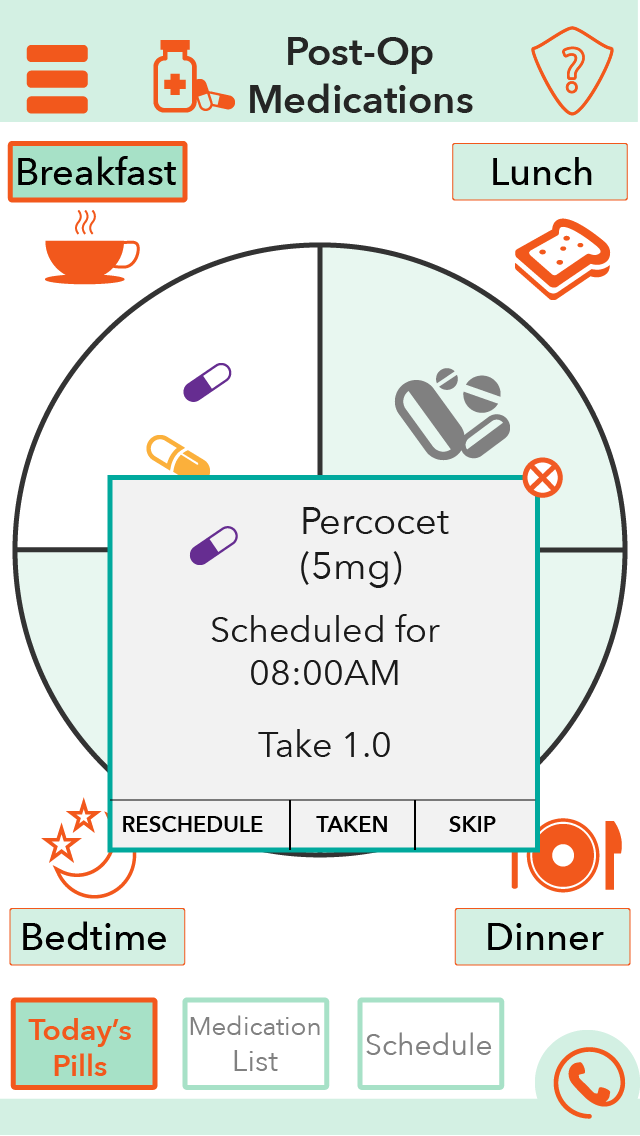 Post-Op
Medications
?
Breakfast
Lunch
Percocet
(5mg)
Scheduled for
08:00AM
Take 1.0
RESCHEDULE
TAKEN
SKIP
Bedtime
Dinner
Today's
Pills
Medication
List
Schedule